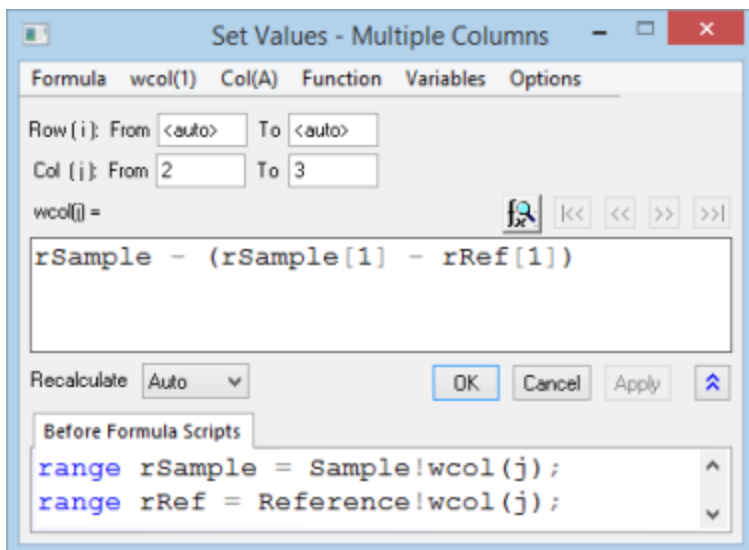 Set Values - Multiple Columns
Formula wcol(1) Col(A) Function Variables Options
Row (i): From <auto> To <auto>
Col (j): From 2 To 3
wcol(j) =
|<< << >> >>|
rSample - (rSample[1] - rRef[1])
Recalculate Auto OK Cancel Apply
Before Formula Scripts
range rSample = Sample!wcol(j);
range rRef = Reference!wcol(j);